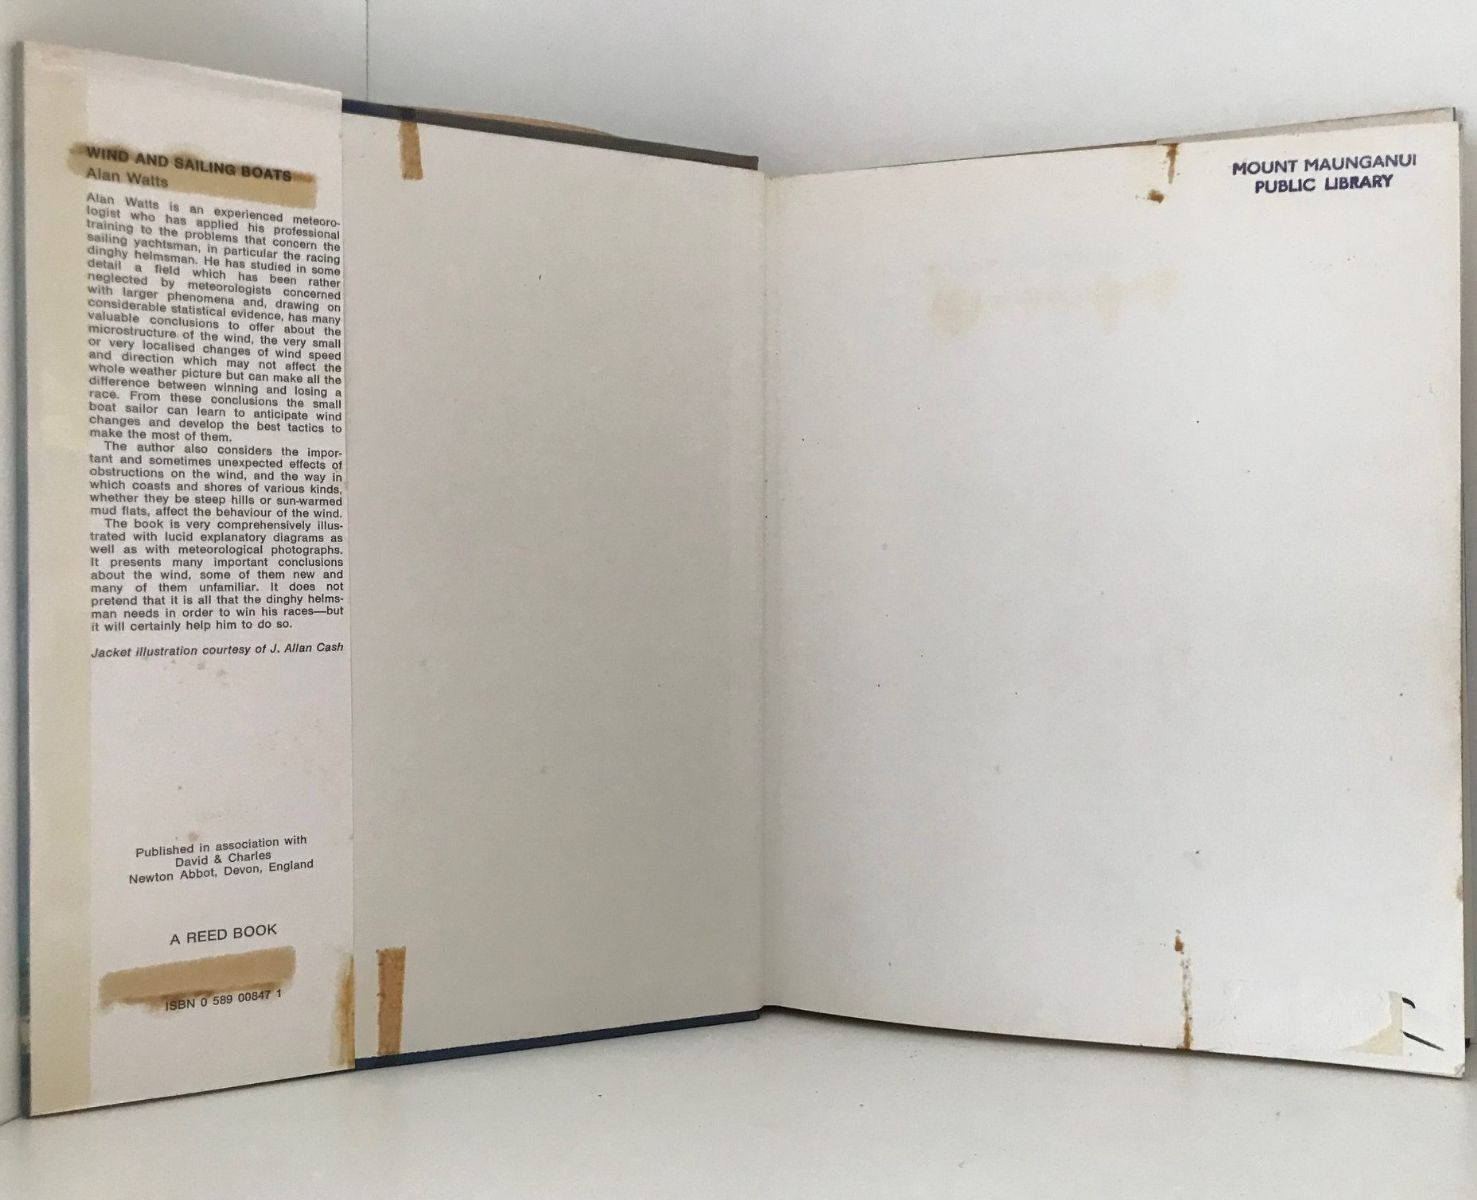 WIND AND SAILING BOATS
Alan Watts
Alan Watts is an experienced meteoro-
logist who has applied his professional
training to the problems that concern the
sailing yachtsman, in particular the racing
dinghy helmsman. He has studied in some
detail a field which has been rather
neglected by meteorologists concerned
with larger phenomena and, drawing on
considerable statistical evidence, has many
valuable conclusions to offer about the
microstructure of the wind, the very small
or very localised changes of wind speed
and direction which may not affect the
whole weather picture but can make all the
difference between winning and losing a
race. From these conclusions the small
boat sailor can learn to anticipate wind
changes and develop the best tactics to
make the most of them.
The author also considers the impor-
tant and sometimes unexpected effects of
obstructions on the wind, and the way in
which coasts and shores of various kinds,
whether they be steep hills or sun-warmed
mud flats, affect the behaviour of the wind.
The book is very comprehensively illus-
trated with lucid explanatory diagrams as
well as with meteorological photographs.
It presents many important conclusions
about the wind, some of them new and
many of them unfamiliar. It does not
pretend that it is all that the dinghy helms-
man needs in order to win his races—but
it will certainly help him to do so.
Jacket illustration courtesy of J. Allan Cash
Published in association with
David & Charles
Newton Abbot, Devon, England
A REED BOOK
ISBN 0 589 00847 1
MOUNT MAUNGANUI
PUBLIC LIBRARY